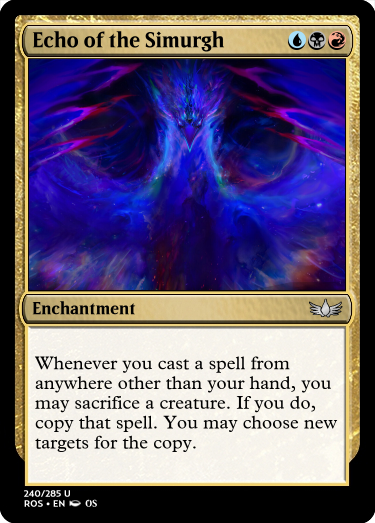 Echo of the Simurgh
Enchantment
Whenever you cast a spell from
anywhere other than your hand, you
may sacrifice a creature. If you do,
copy that spell. You may choose new
targets for the copy.
240/285 U
ROS • EN OS